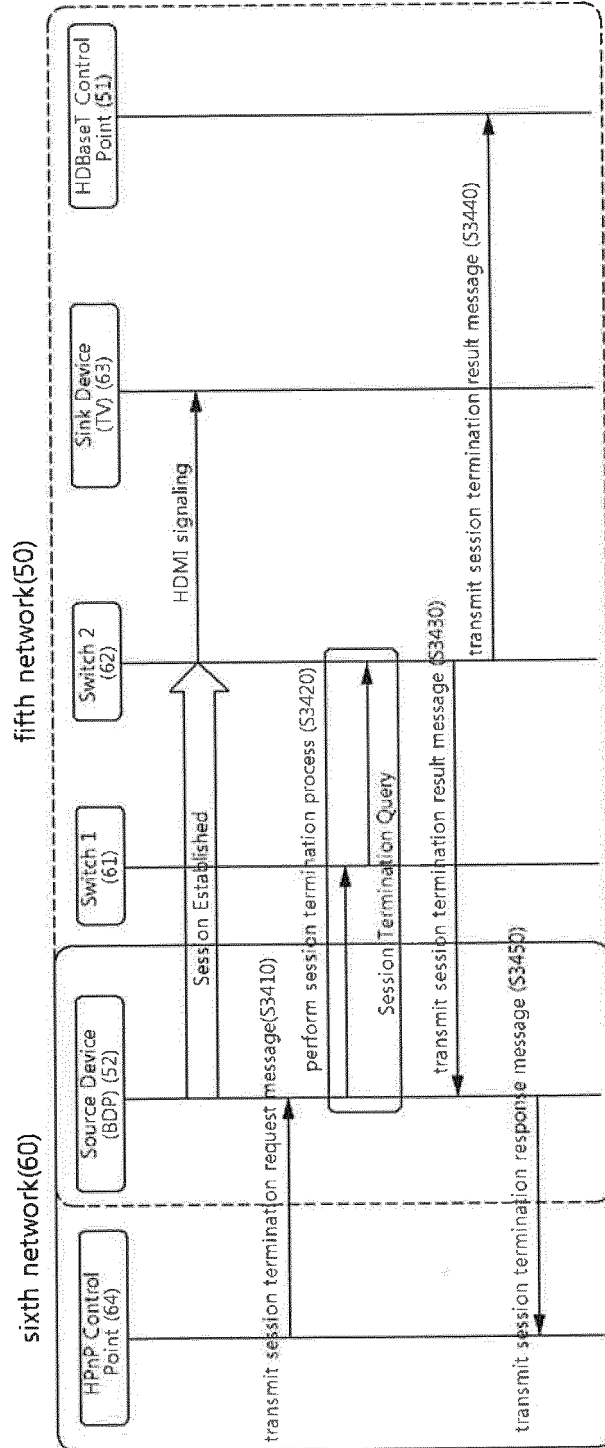 sixth network(60)
fifth network(50)
HPnP Control
Point (64)
Source Device
(BDP) (52)
Switch 1
(61)
Switch 2
(62)
Sink Device
(TV) (63)
HDBaseT Control
Point (51)
Session Established
HDMI signaling
transmit session termination request message(S3410)
perform session termination process (S3420)
Session Termination Query
transmit session termination result message (S3430)
transmit session termination result message (S3440)
transmit session termination response message (S3450)